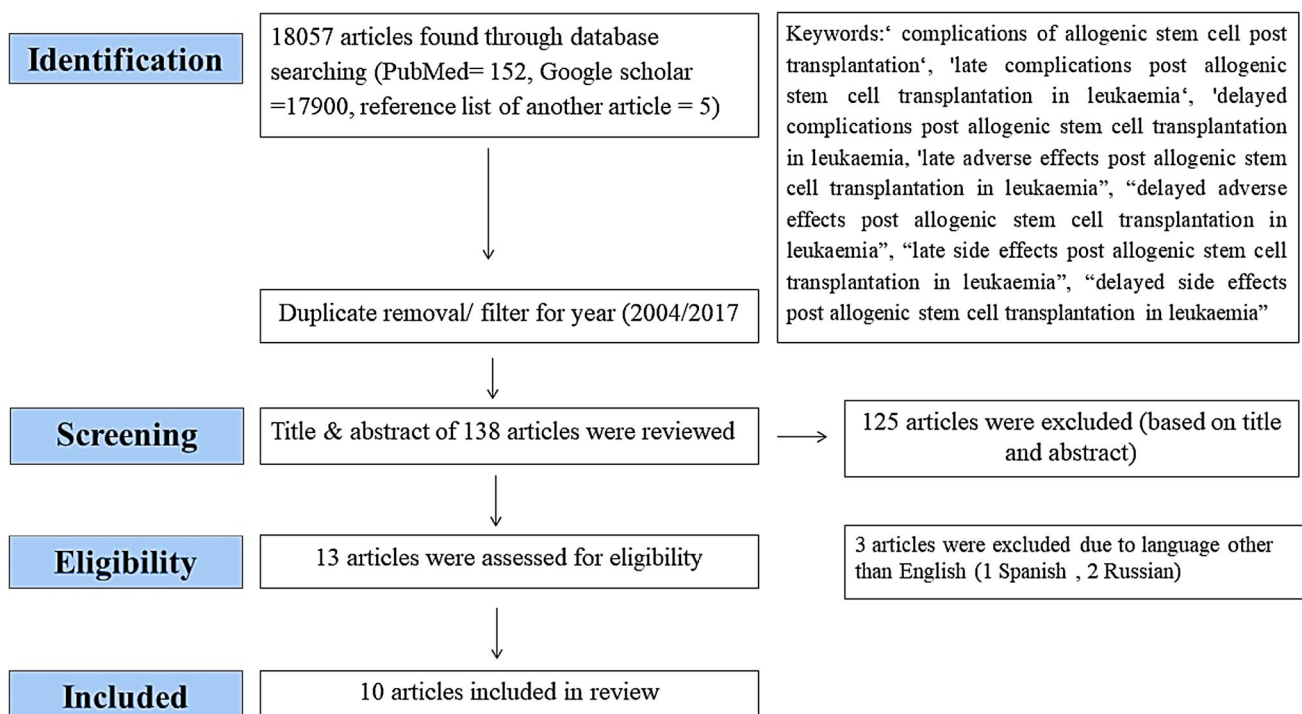 Identification
18057 articles found through database
searching (PubMed= 152, Google scholar
=17900, reference list of another article = 5)
Keywords:‘ complications of allogenic stem cell post
transplantation‘, 'late complications post allogenic
stem cell transplantation in leukaemia‘, 'delayed
complications post allogenic stem cell transplantation
in leukaemia, 'late adverse effects post allogenic stem
cell transplantation in leukaemia”, “delayed adverse
effects post allogenic stem cell transplantation in
leukaemia”, “late side effects post allogenic stem cell
transplantation in leukaemia”, “delayed side effects
post allogenic stem cell transplantation in leukaemia”
Duplicate removal/ filter for year (2004/2017
Screening
Title & abstract of 138 articles were reviewed
125 articles were excluded (based on title
and abstract)
Eligibility
13 articles were assessed for eligibility
3 articles were excluded due to language other
than English (1 Spanish , 2 Russian)
Included
10 articles included in review